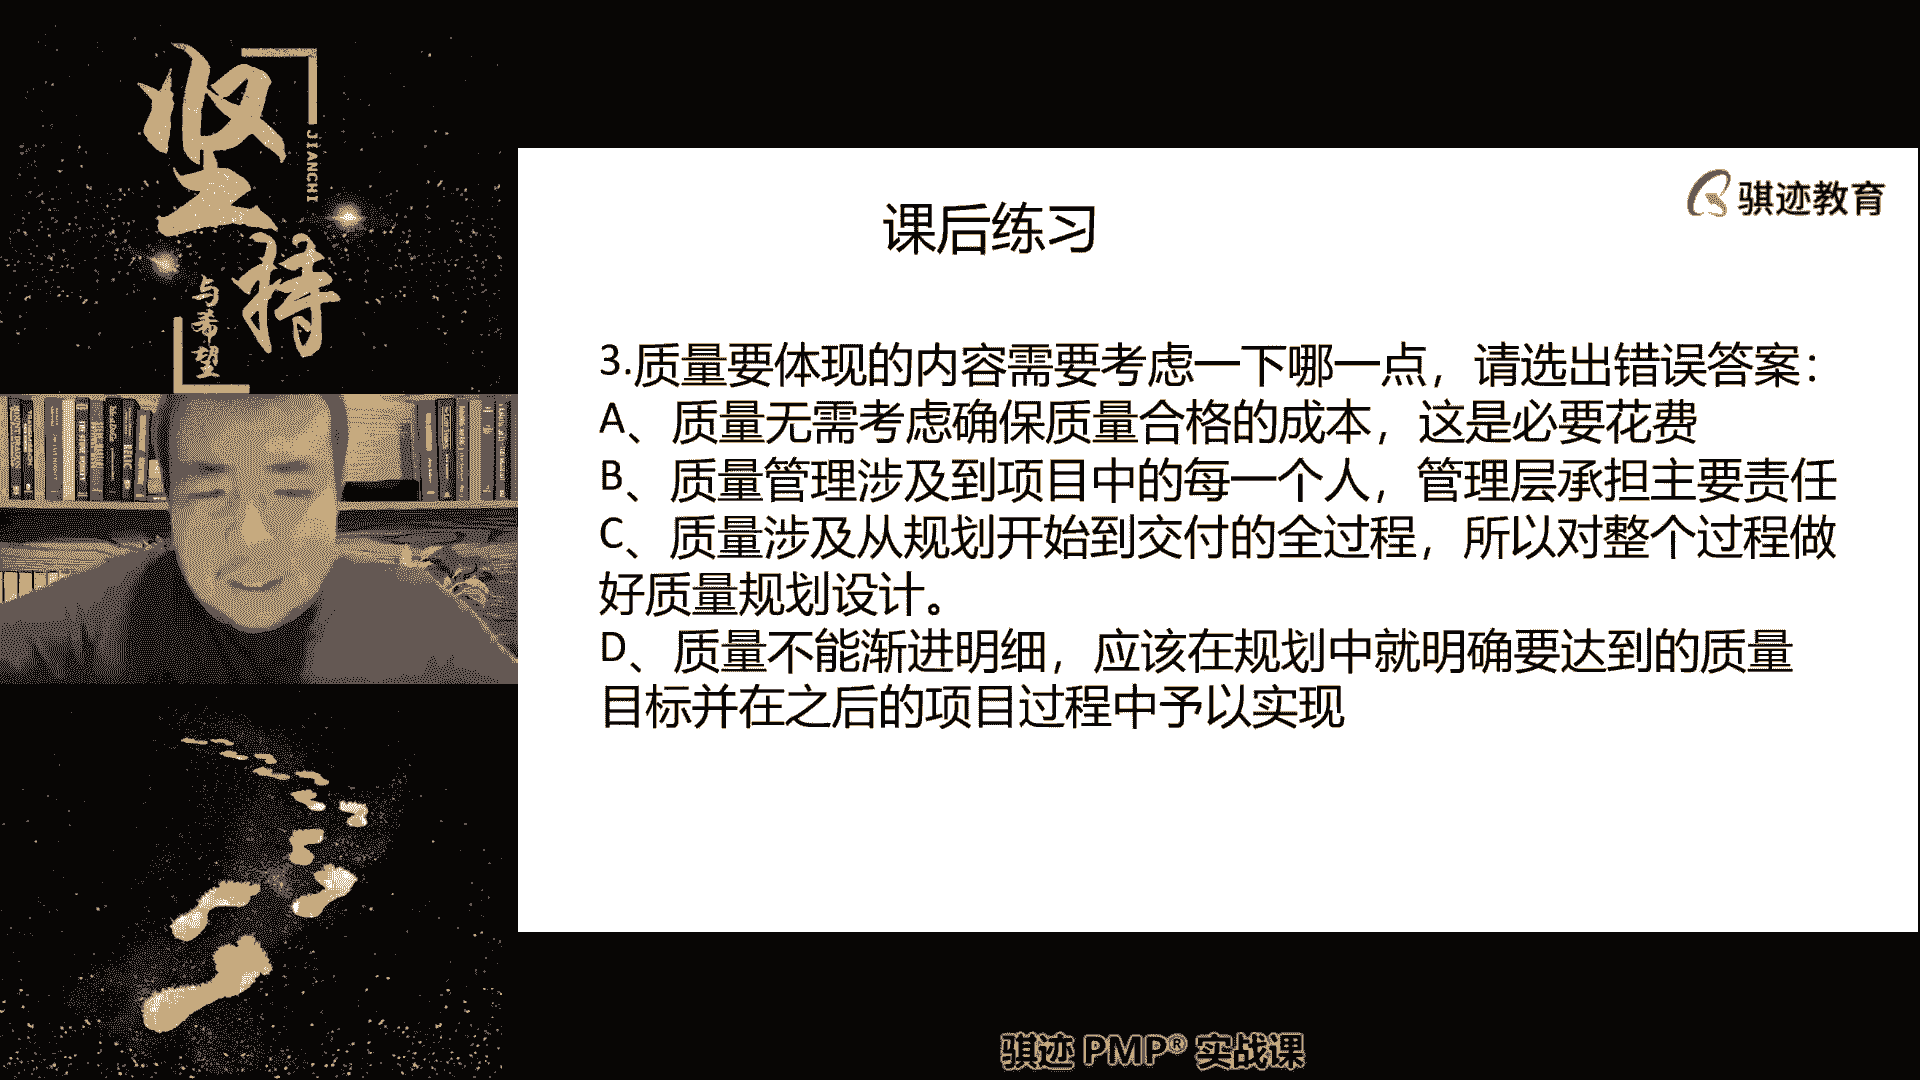 坚持
JIANCHI
与希望
骐迹教育
课后练习
3.质量要体现的内容需要考虑一下哪一点，请选出错误答案：
A、质量无需考虑确保质量合格的成本，这是必要花费
B、质量管理涉及到项目中的每一个人，管理层承担主要责任
C、质量涉及从规划开始到交付的全过程，所以对整个过程做
好质量规划设计。
D、质量不能渐进明细，应该在规划中就明确要达到的质量
目标并在之后的项目过程中予以实现
骐迹 PMP® 实战课